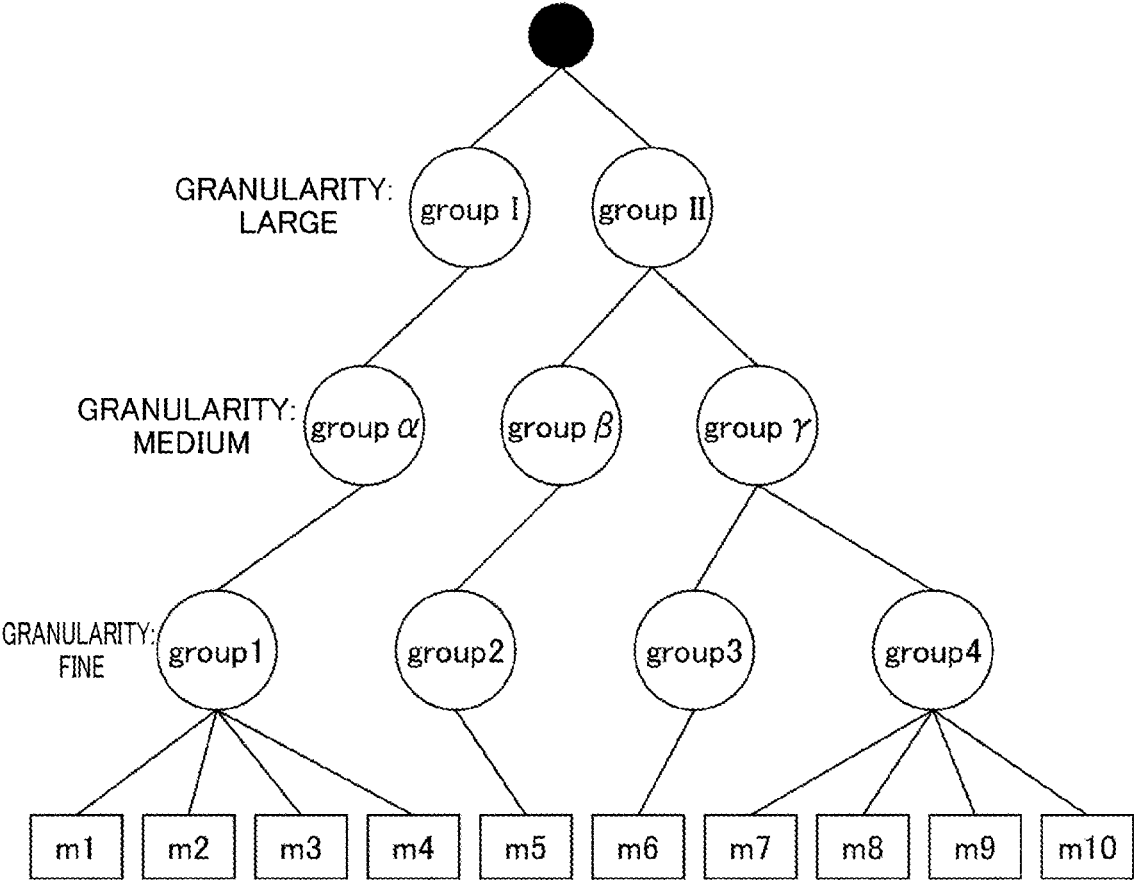 GRANULARITY:
LARGE
group I
group II
GRANULARITY:
MEDIUM
group α
group β
group γ
GRANULARITY:
FINE
group1
group2
group3
group4
m1
m2
m3
m4
m5
m6
m7
m8
m9
m10